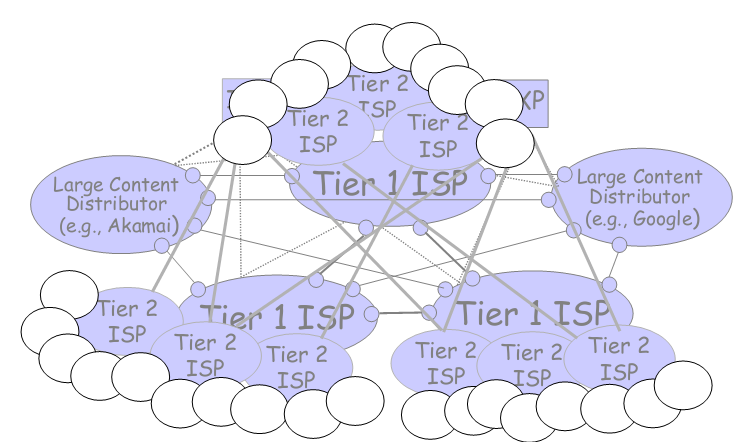 Tier 2
ISP
Tier 2
ISP
Tier 2
ISP
XP
Large Content
Distributor
(e.g., Akamai)
Tier 1 ISP
Large Content
Distributor
(e.g., Google)
Tier 1 ISP
Tier 1 ISP
Tier 2
ISP
Tier 2
ISP
Tier 2
ISP
Tier 2
ISP
Tier 2
ISP
Tier 2
ISP